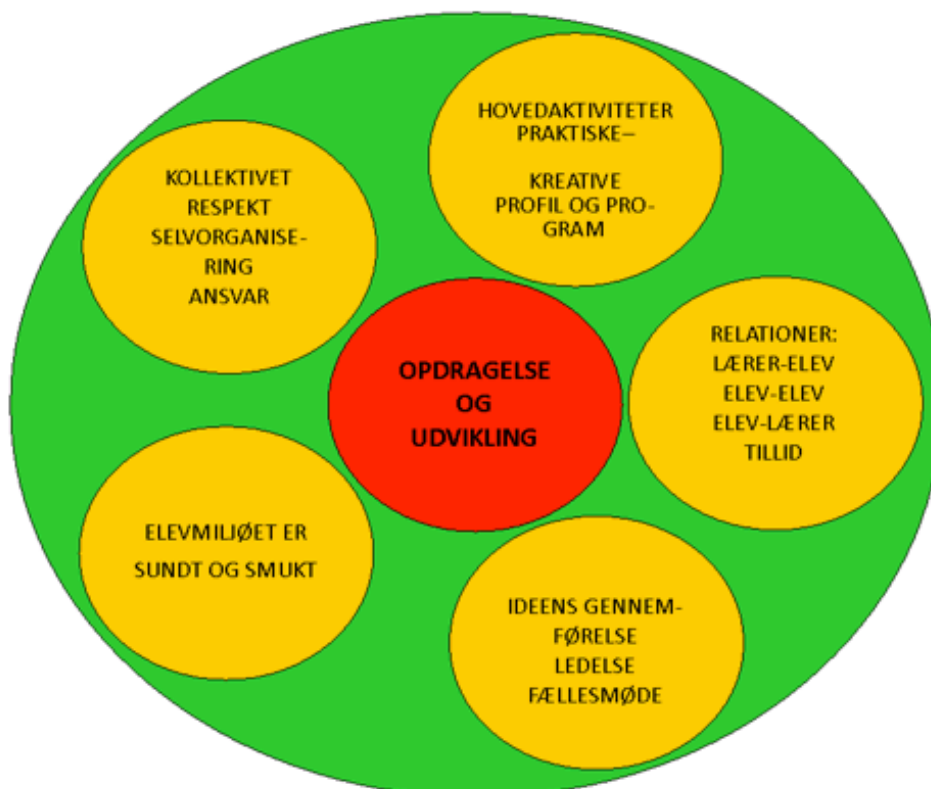 HOVEDAKTIVITETER
PRAKTISKE–
KREATIVE
PROFIL OG PRO-
GRAM
KOLLEKTIVET
RESPEKT
SELVORGANISE-
RING
ANSVAR
OPDRAGELSE
OG
UDVIKLING
RELATIONER:
LÆRER-ELEV
ELEV-ELEV
ELEV-LÆRER
TILLID
ELEVMILJØET ER
SUNDT OG SMUKT
IDEENS GENNEM-
FØRELSE
LEDELSE
FÆLLESMØDE